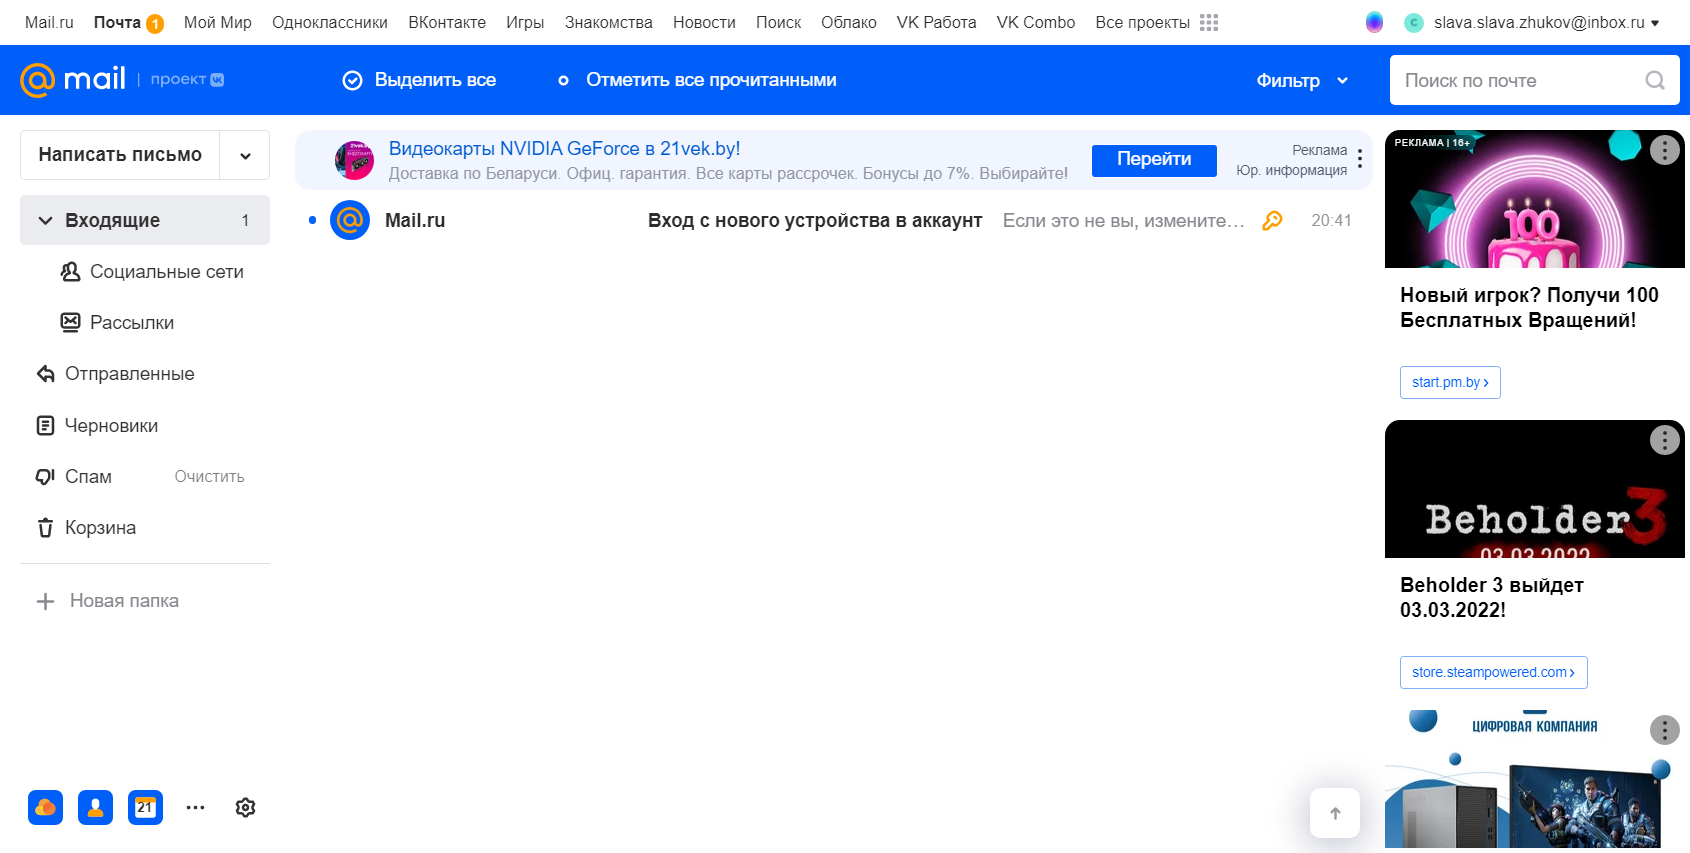 Mail.ru Почта 1 Мой Мир Одноклассники ВКонтакте Игры Знакомства Новости Поиск Облако VK Работа VK Combo Все проекты C slava.slava.zhukov@inbox.ru
mail проект Выделить все Отметить все прочитанными Фильтр Поиск по почте
Написать письмо
Входящие 1
Социальные сети
Рассылки
Отправленные
Черновики
Спам Очистить
Корзина
Новая папка
21
Видеокарты NVIDIA GeForce в 21vek.by!
Доставка по Беларуси. Офиц. гарантия. Все карты рассрочек. Бонусы до 7%. Выбирайте!
Перейти
Реклама
Юр. информация
Mail.ru Вход с нового устройства в аккаунт Если это не вы, измените... 20:41
РЕКЛАМА | 16+
100
Новый игрок? Получи 100
Бесплатных Вращений!
start.pm.by
Beholder 3
03.03.2022
Beholder 3 выйдет
03.03.2022!
store.steampowered.com
ЦИФРОВАЯ КОМПАНИЯ